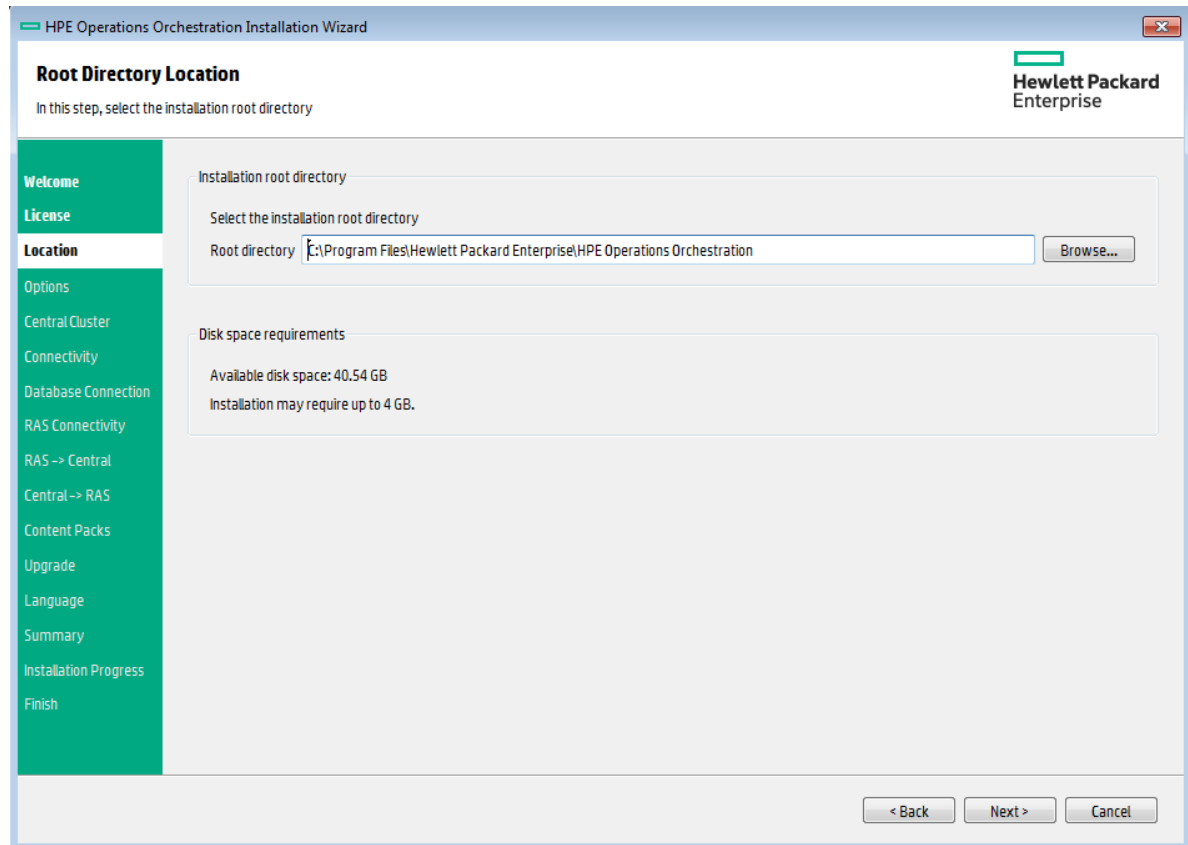 HPE Operations Orchestration Installation Wizard
Root Directory Location
In this step, select the installation root directory
Hewlett Packard
Enterprise
Welcome
License
Location
Options
Central Cluster
Connectivity
Database Connection
RAS Connectivity
RAS -> Central
Central -> RAS
Content Packs
Upgrade
Language
Summary
Installation Progress
Finish
Installation root directory
Select the installation root directory
Root directory C:\Program Files\Hewlett Packard Enterprise\HPE Operations Orchestration Browse...
Disk space requirements
Available disk space: 40.54 GB
Installation may require up to 4 GB.
< Back Next > Cancel